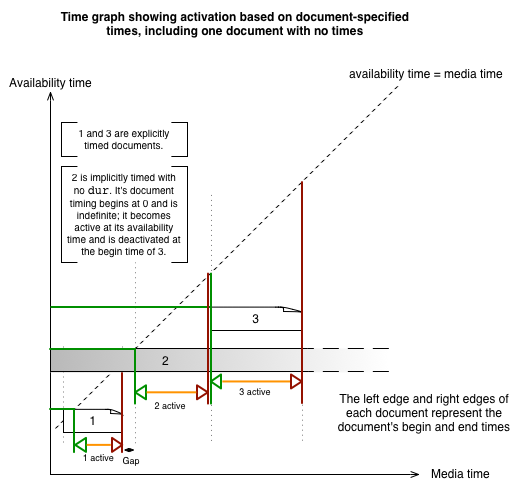 Time graph showing activation based on document-specified
times, including one document with no times
availability time = media time
Availability time
1 and 3 are explicitly
timed documents.
2 is implicitly timed with
no dur. It's document
timing begins at 0 and is
indefinite; it becomes
active at its availability
time and is deactivated at
the begin time of 3.
3
2
3 active
2 active
1
1 active
Gap
The left edge and right edges of
each document represent the
document's begin and end times
Media time